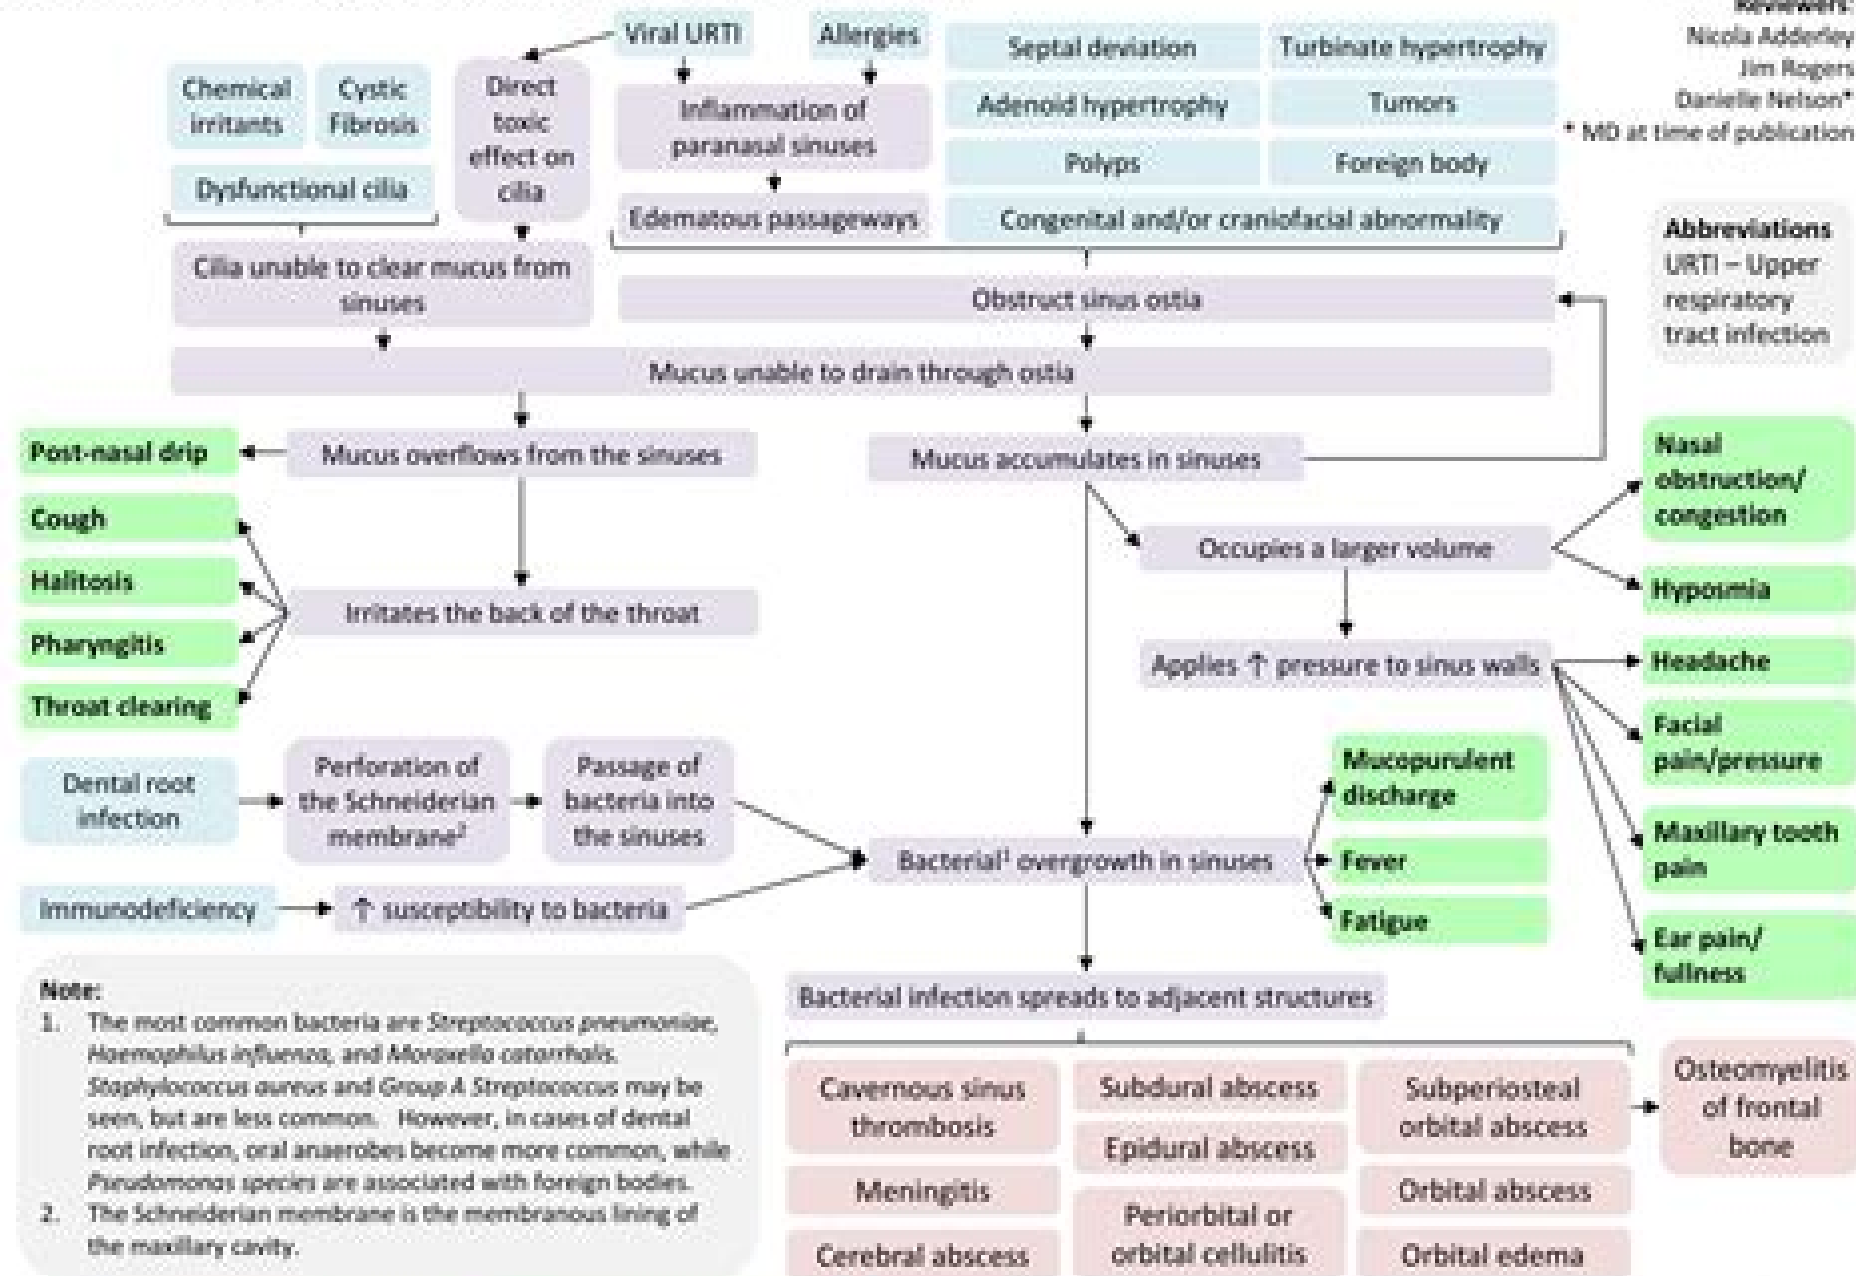 Reviewers:
Nicola Adderley
Jim Rogers
Danielle Nelson*
* MD at time of publication
Viral URTI
Allergies
Septal deviation
Turbinate hypertrophy
Chemical
irritants
Cystic
Fibrosis
Direct
toxic
effect on
cilia
Inflammation of
paranasal sinuses
Adenoid hypertrophy
Tumors
Polyps
Foreign body
Dysfunctional cilia
Edematous passageways
Congenital and/or craniofacial abnormality
Abbreviations
URTI – Upper
respiratory
tract infection
Cilia unable to clear mucus from
sinuses
Obstruct sinus ostia
Mucus unable to drain through ostia
Post-nasal drip
Mucus overflows from the sinuses
Mucus accumulates in sinuses
Nasal
obstruction/
congestion
Cough
Halitosis
Pharyngitis
Throat clearing
Irritates the back of the throat
Occupies a larger volume
Hyposmia
Applies ↑ pressure to sinus walls
Headache
Facial
pain/pressure
Maxillary tooth
pain
Ear pain/
fullness
Dental root
infection
Perforation of
the Schneiderian
membrane²
Passage of
bacteria into
the sinuses
Bacterial¹ overgrowth in sinuses
Mucopurulent
discharge
Fever
Fatigue
Immunodeficiency
↑ susceptibility to bacteria
Bacterial infection spreads to adjacent structures
Note:
1. The most common bacteria are Streptococcus pneumoniae,
Haemophilus influenza, and Moraxella catarrhalis.
Staphylococcus aureus and Group A Streptococcus may be
seen, but are less common. However, in cases of dental
root infection, oral anaerobes become more common, while
Pseudomonas species are associated with foreign bodies.
2. The Schneiderian membrane is the membranous lining of
the maxillary cavity.
Cavernous sinus
thrombosis
Meningitis
Cerebral abscess
Subdural abscess
Epidural abscess
Periorbital or
orbital cellulitis
Subperiosteal
orbital abscess
Orbital abscess
Orbital edema
Osteomyelitis
of frontal
bone